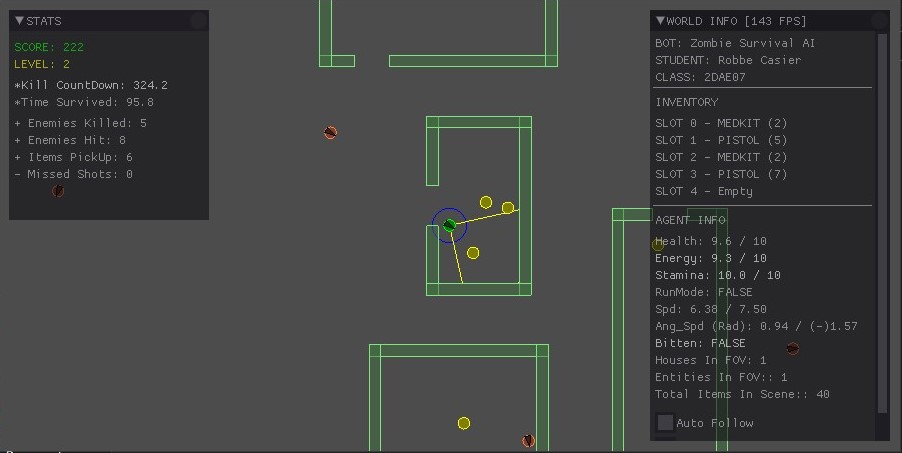 STATS
SCORE: 222
LEVEL: 2
*Kill CountDown: 324.2
*Time Survived: 95.8
+ Enemies Killed: 5
+ Enemies Hit: 8
+ Items PickUp: 6
- Missed Shots: 0
WORLD INFO [143 FPS]
BOT: Zombie Survival AI
STUDENT: Robbe Casier
CLASS: 2DAE07
INVENTORY
SLOT 0 - MEDKIT (2)
SLOT 1 - PISTOL (5)
SLOT 2 - MEDKIT (2)
SLOT 3 - PISTOL (7)
SLOT 4 - Empty
AGENT INFO
Health: 9.6 / 10
Energy: 9.3 / 10
Stamina: 10.0 / 10
RunMode: FALSE
Spd: 6.38 / 7.50
Ang_Spd (Rad): 0.94 / (-)1.57
Bitten: FALSE
Houses In FOV: 1
Entities In FOV:: 1
Total Items In Scene:: 40
Auto Follow